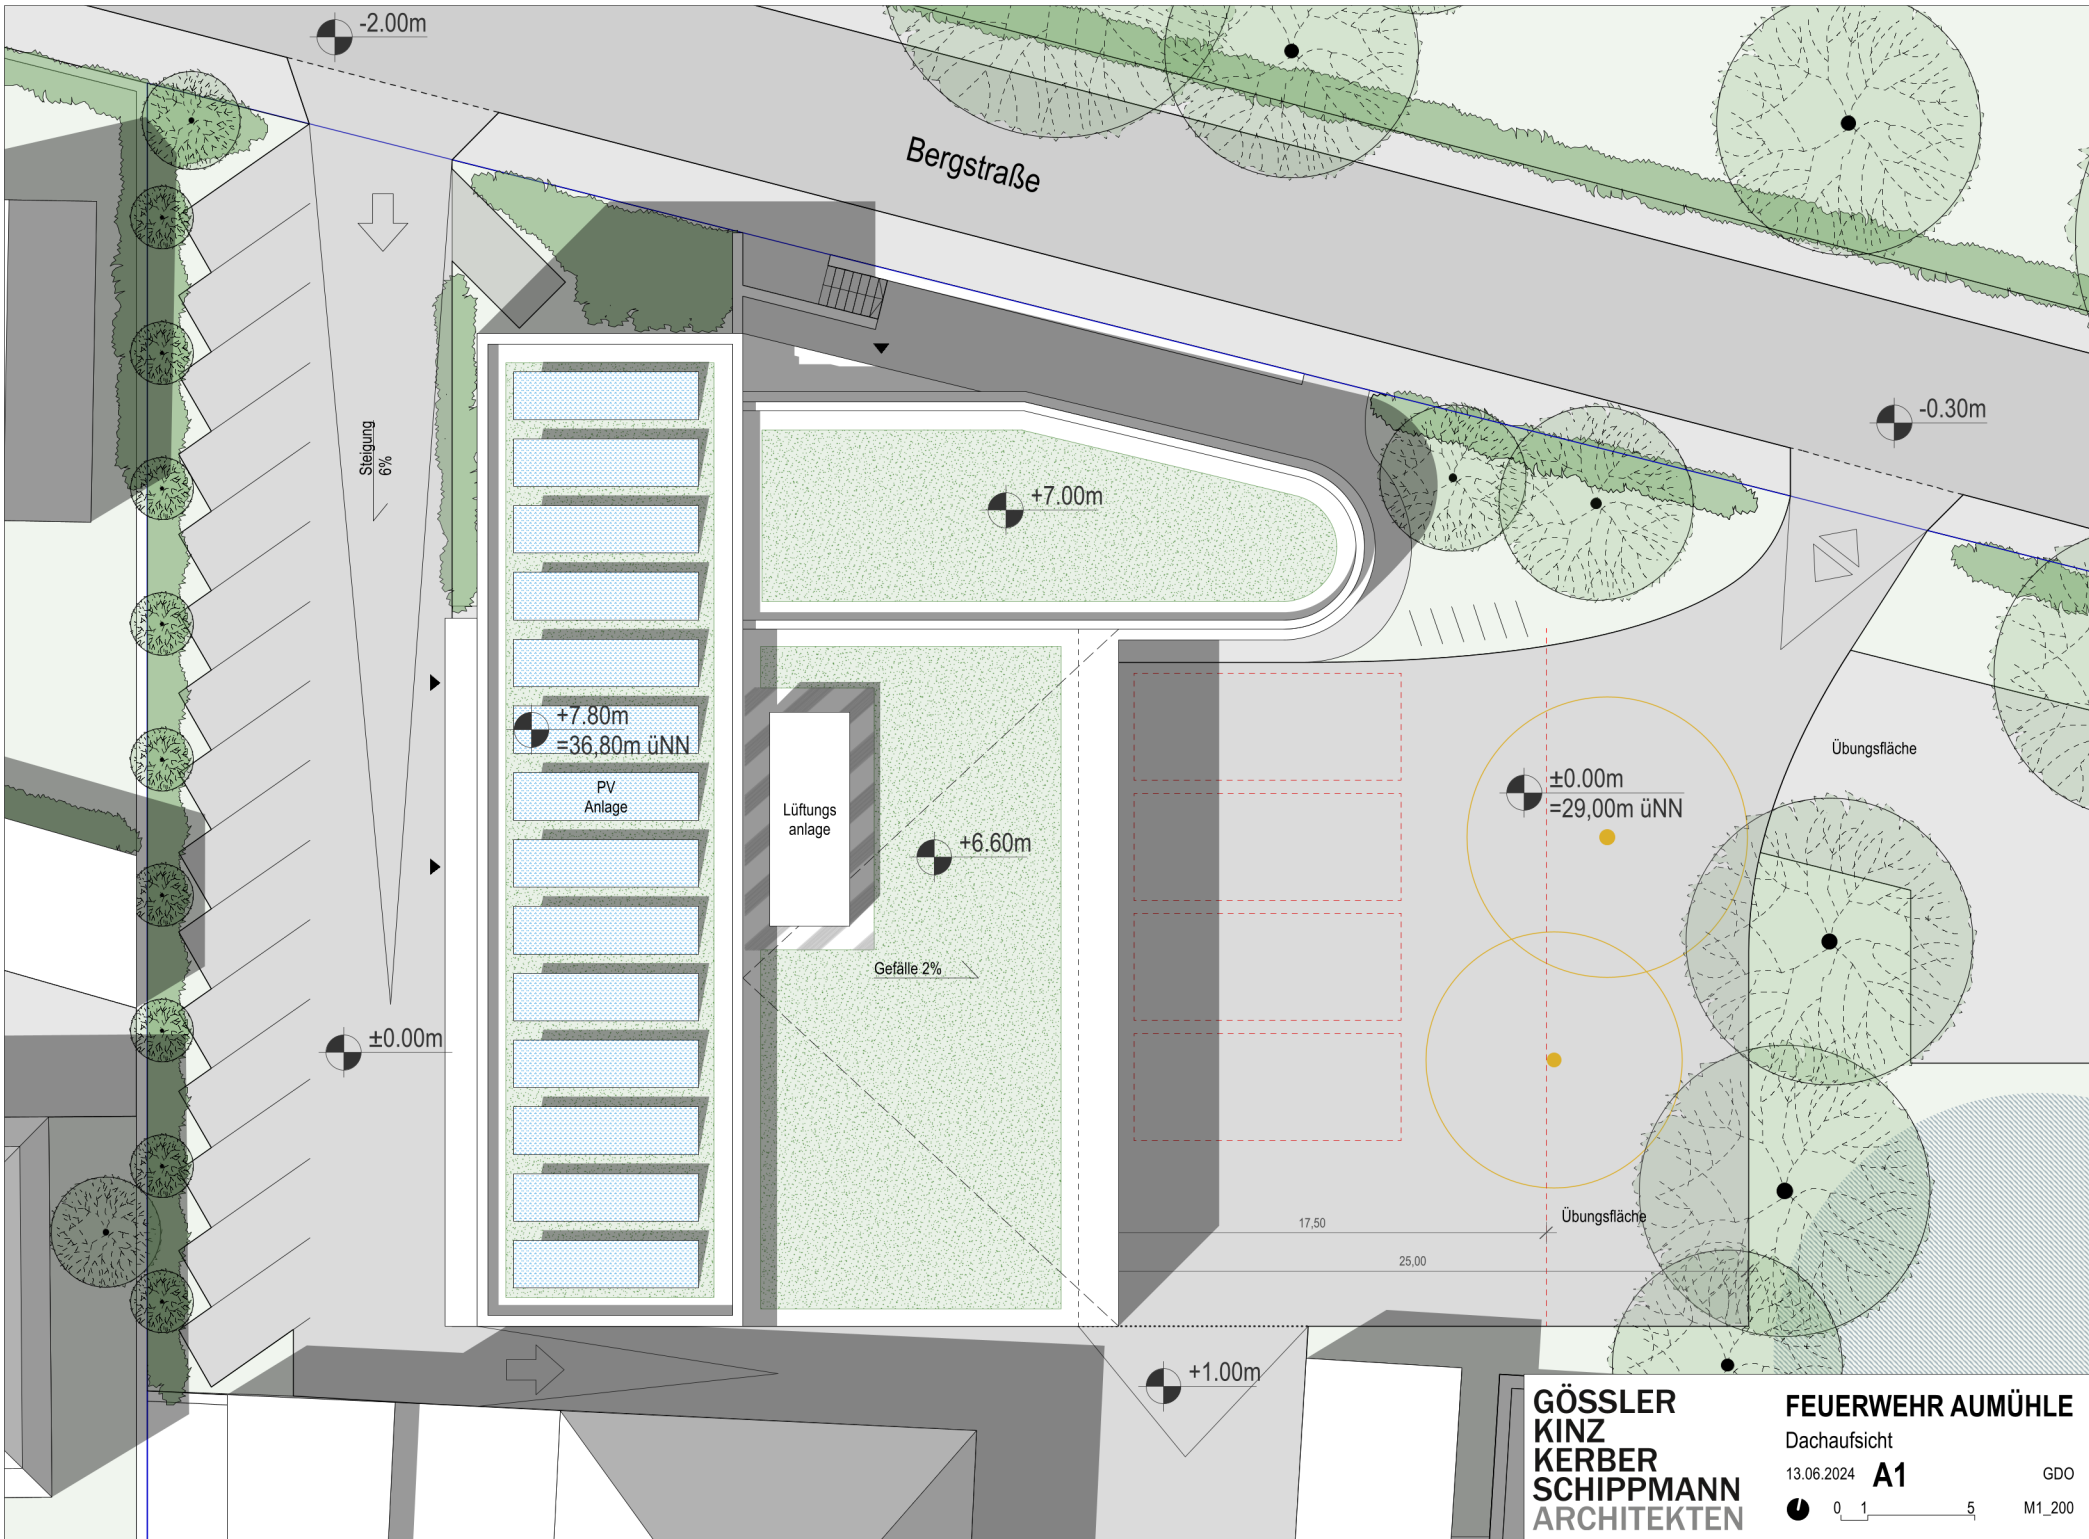 -2.00m
Bergstraße
-0.30m
Steigung
6%
+7.00m
+7.80m
=36,80m üNN
PV
Anlage
Lüftungs
anlage
+6.60m
Gefälle 2%
±0.00m
=29,00m üNN
Übungsfläche
±0.00m
Übungsfläche
17,50
25,00
+1.00m
GÖSSLER
KINZ
KERBER
SCHIPPMANN
ARCHITEKTEN
FEUERWEHR AUMÜHLE
Dachaufsicht
13.06.2024 A1 GDO
0 1 5 M1_200